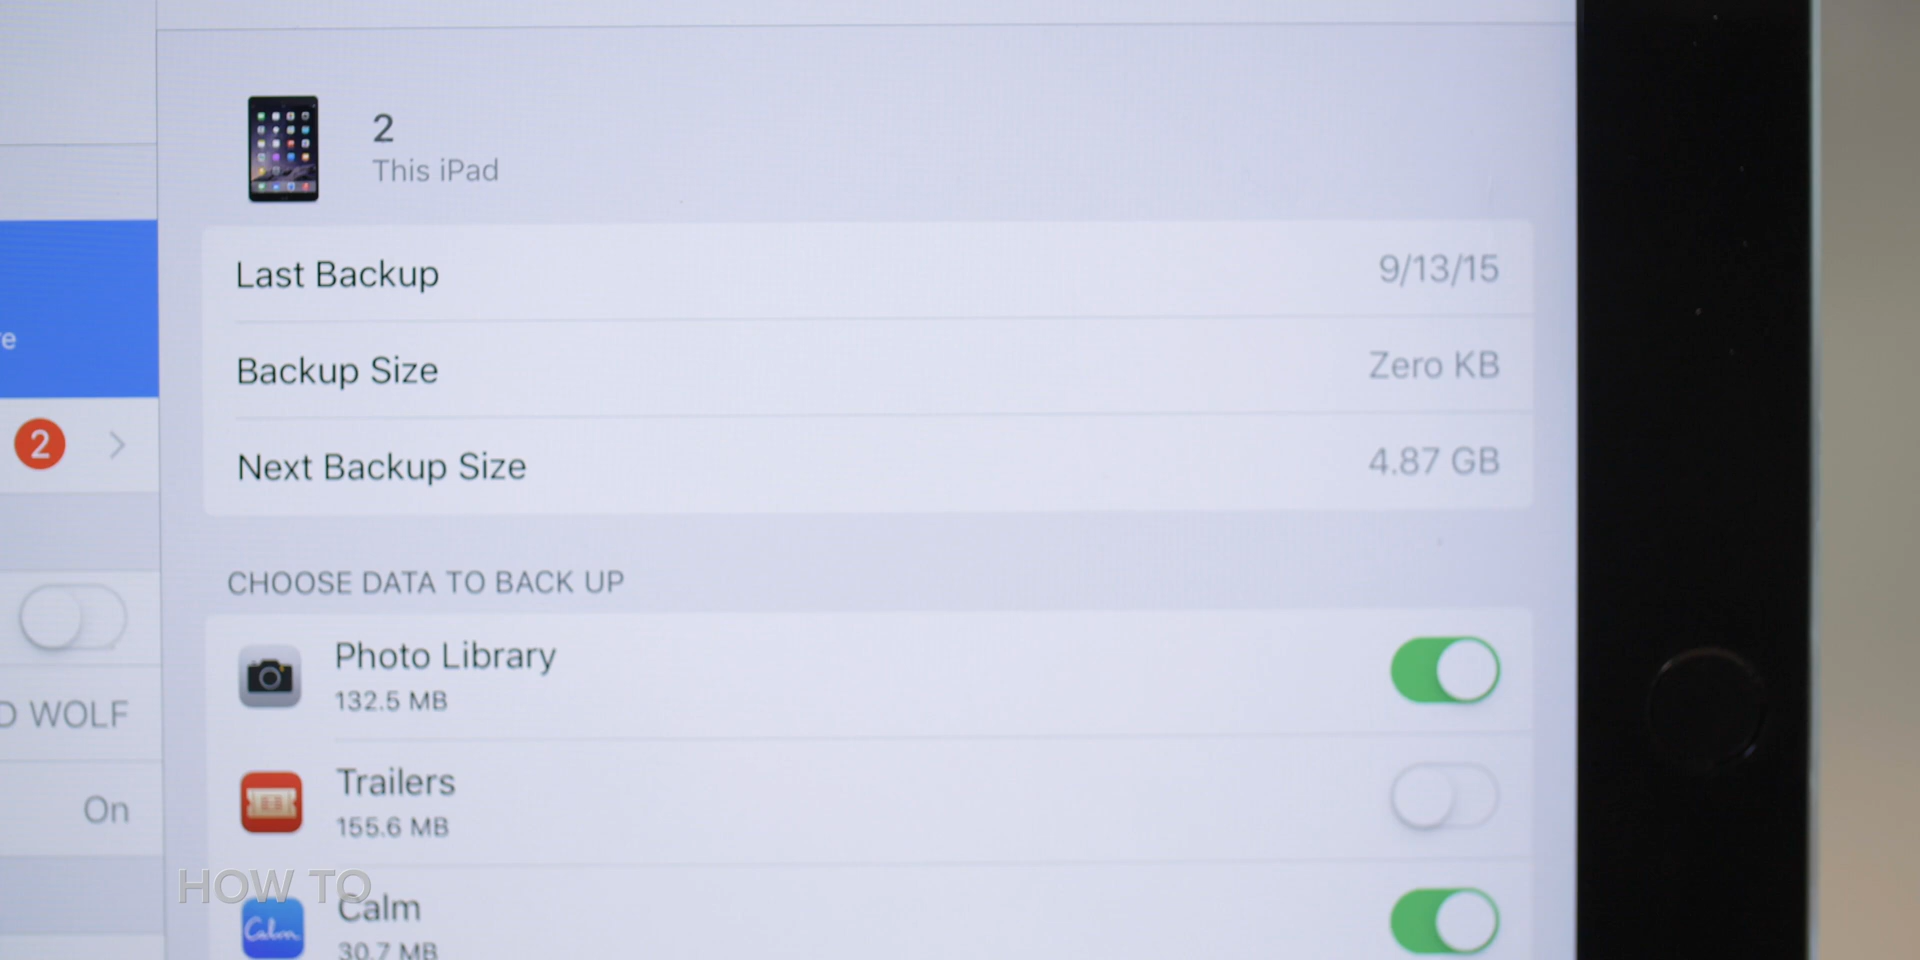 2
This iPad
Last Backup
9/13/15
Backup Size
Zero KB
Next Backup Size
4.87 GB
2
CHOOSE DATA TO BACK UP
Photo Library
132.5 MB
D WOLF
Trailers
155.6 MB
On
HOW TO
Calm
Calm
30.7 MB